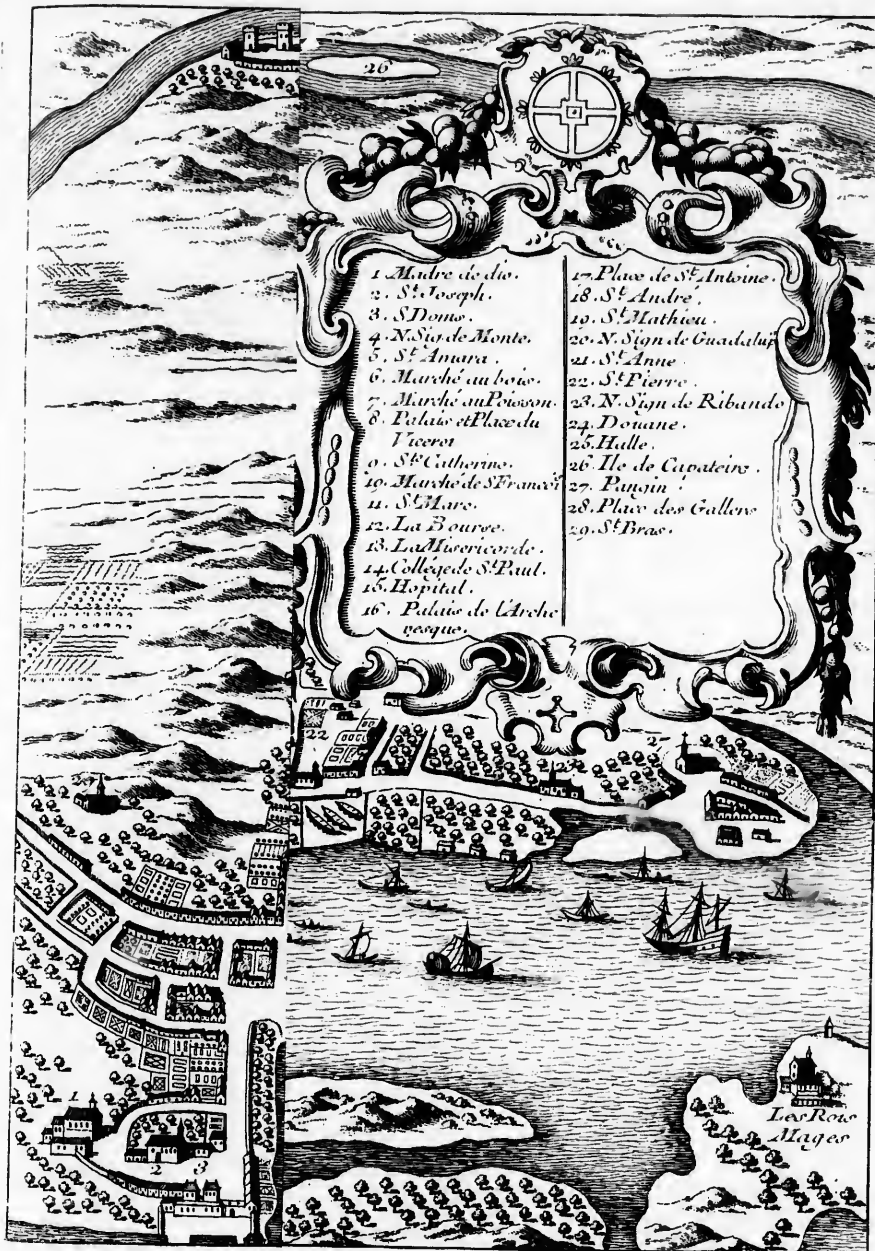 26
1. Madre de dio.
2. St. Joseph.
3. S Doms.
4. N. Sig. de Monte.
5. St. Amara.
6. Marché au bois.
7. Marché au Poisson.
8. Palais et Place du
Viceroi
9. Ste Catherine.
10. Marché de S François
11. St. Marc.
12. La Bourse.
13. La Misericorde.
14. Collége de St. Paul.
15. Hopital.
16. Palais de L'Arche
vesque.
17. Place de St. Antoine.
18. St. André.
19. St. Mathieu.
20. N. Sign de Guadalup
21. St. Anne.
22. St. Pierre.
23. N. Sign de Ribando
24. Douane.
25. Halle.
26. Ile de Capateire.
27. Pangin.
28. Place des Gallers
29. St. Bras.
22
23
1
2
3
Les Rois
Mages